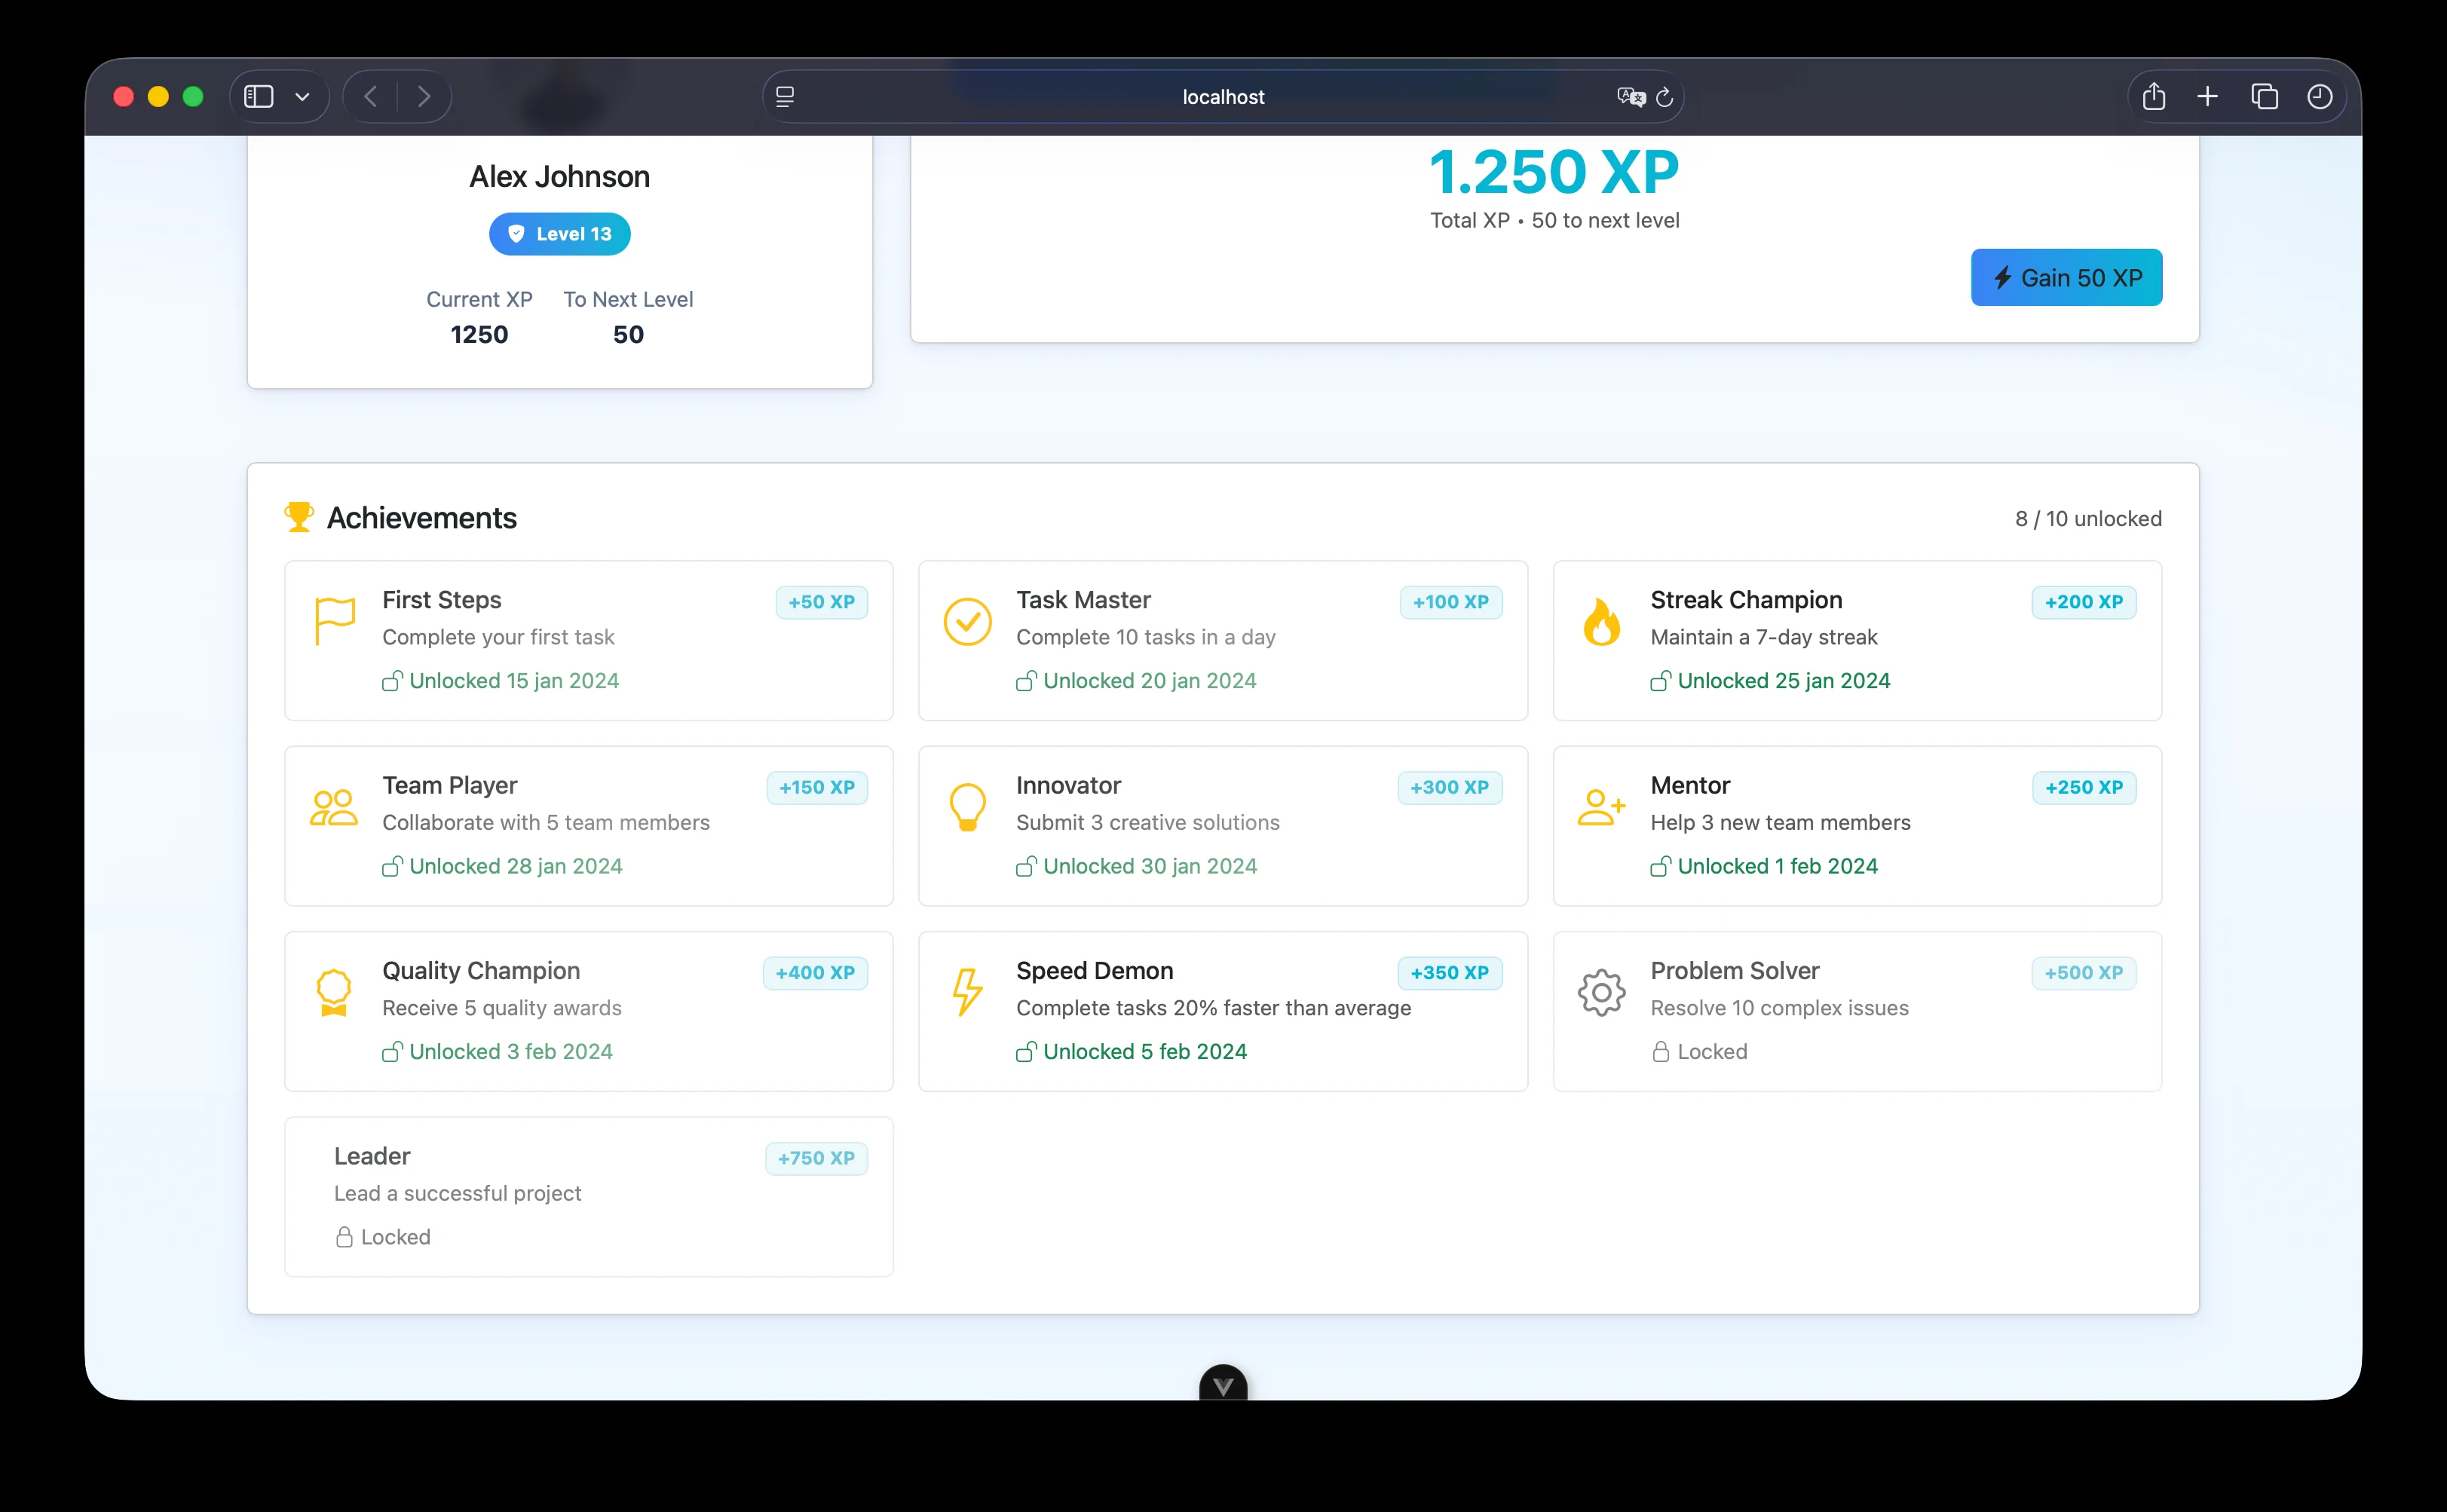 localhost
Alex Johnson
Level 13
Current XP
1250
To Next Level
50
1.250 XP
Total XP • 50 to next level
Gain 50 XP
Achievements
8 / 10 unlocked
First Steps
+50 XP
Complete your first task
Unlocked 15 jan 2024
Task Master
+100 XP
Complete 10 tasks in a day
Unlocked 20 jan 2024
Streak Champion
+200 XP
Maintain a 7-day streak
Unlocked 25 jan 2024
Team Player
+150 XP
Collaborate with 5 team members
Unlocked 28 jan 2024
Innovator
+300 XP
Submit 3 creative solutions
Unlocked 30 jan 2024
Mentor
+250 XP
Help 3 new team members
Unlocked 1 feb 2024
Quality Champion
+400 XP
Receive 5 quality awards
Unlocked 3 feb 2024
Speed Demon
+350 XP
Complete tasks 20% faster than average
Unlocked 5 feb 2024
Problem Solver
+500 XP
Resolve 10 complex issues
Locked
Leader
+750 XP
Lead a successful project
Locked